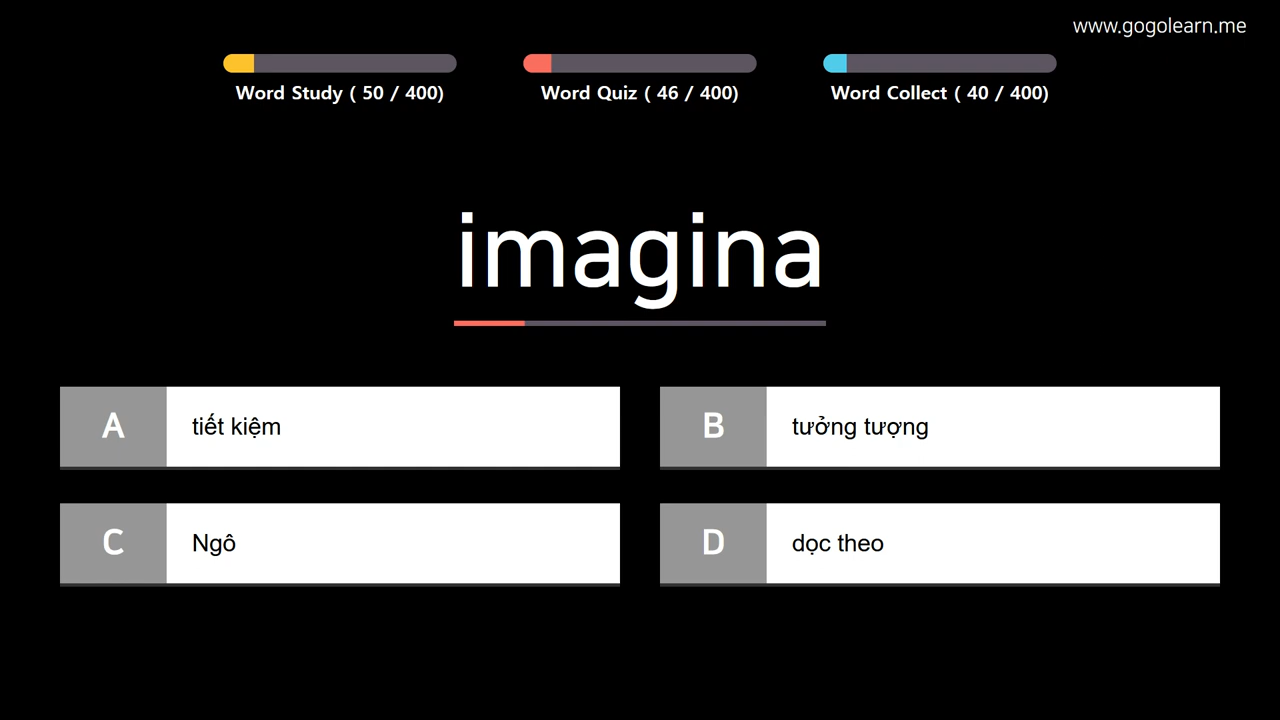 www.gogolearn.me
Word Study ( 50 / 400)
Word Quiz ( 46 / 400)
Word Collect ( 40 / 400)
imagina
A
tiết kiệm
B
tưởng tượng
C
Ngô
D
dọc theo